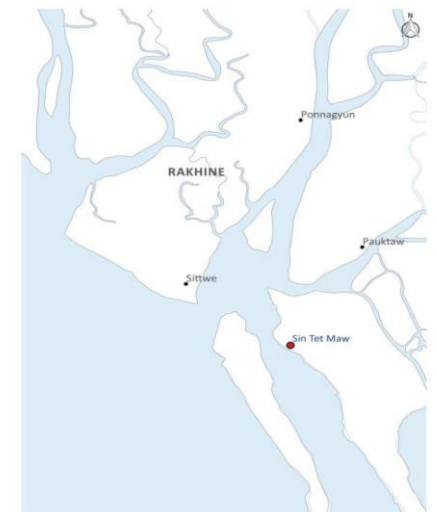 N
Ponnagyun
RAKHINE
Pauktaw
Sittwe
Sin Tet Maw